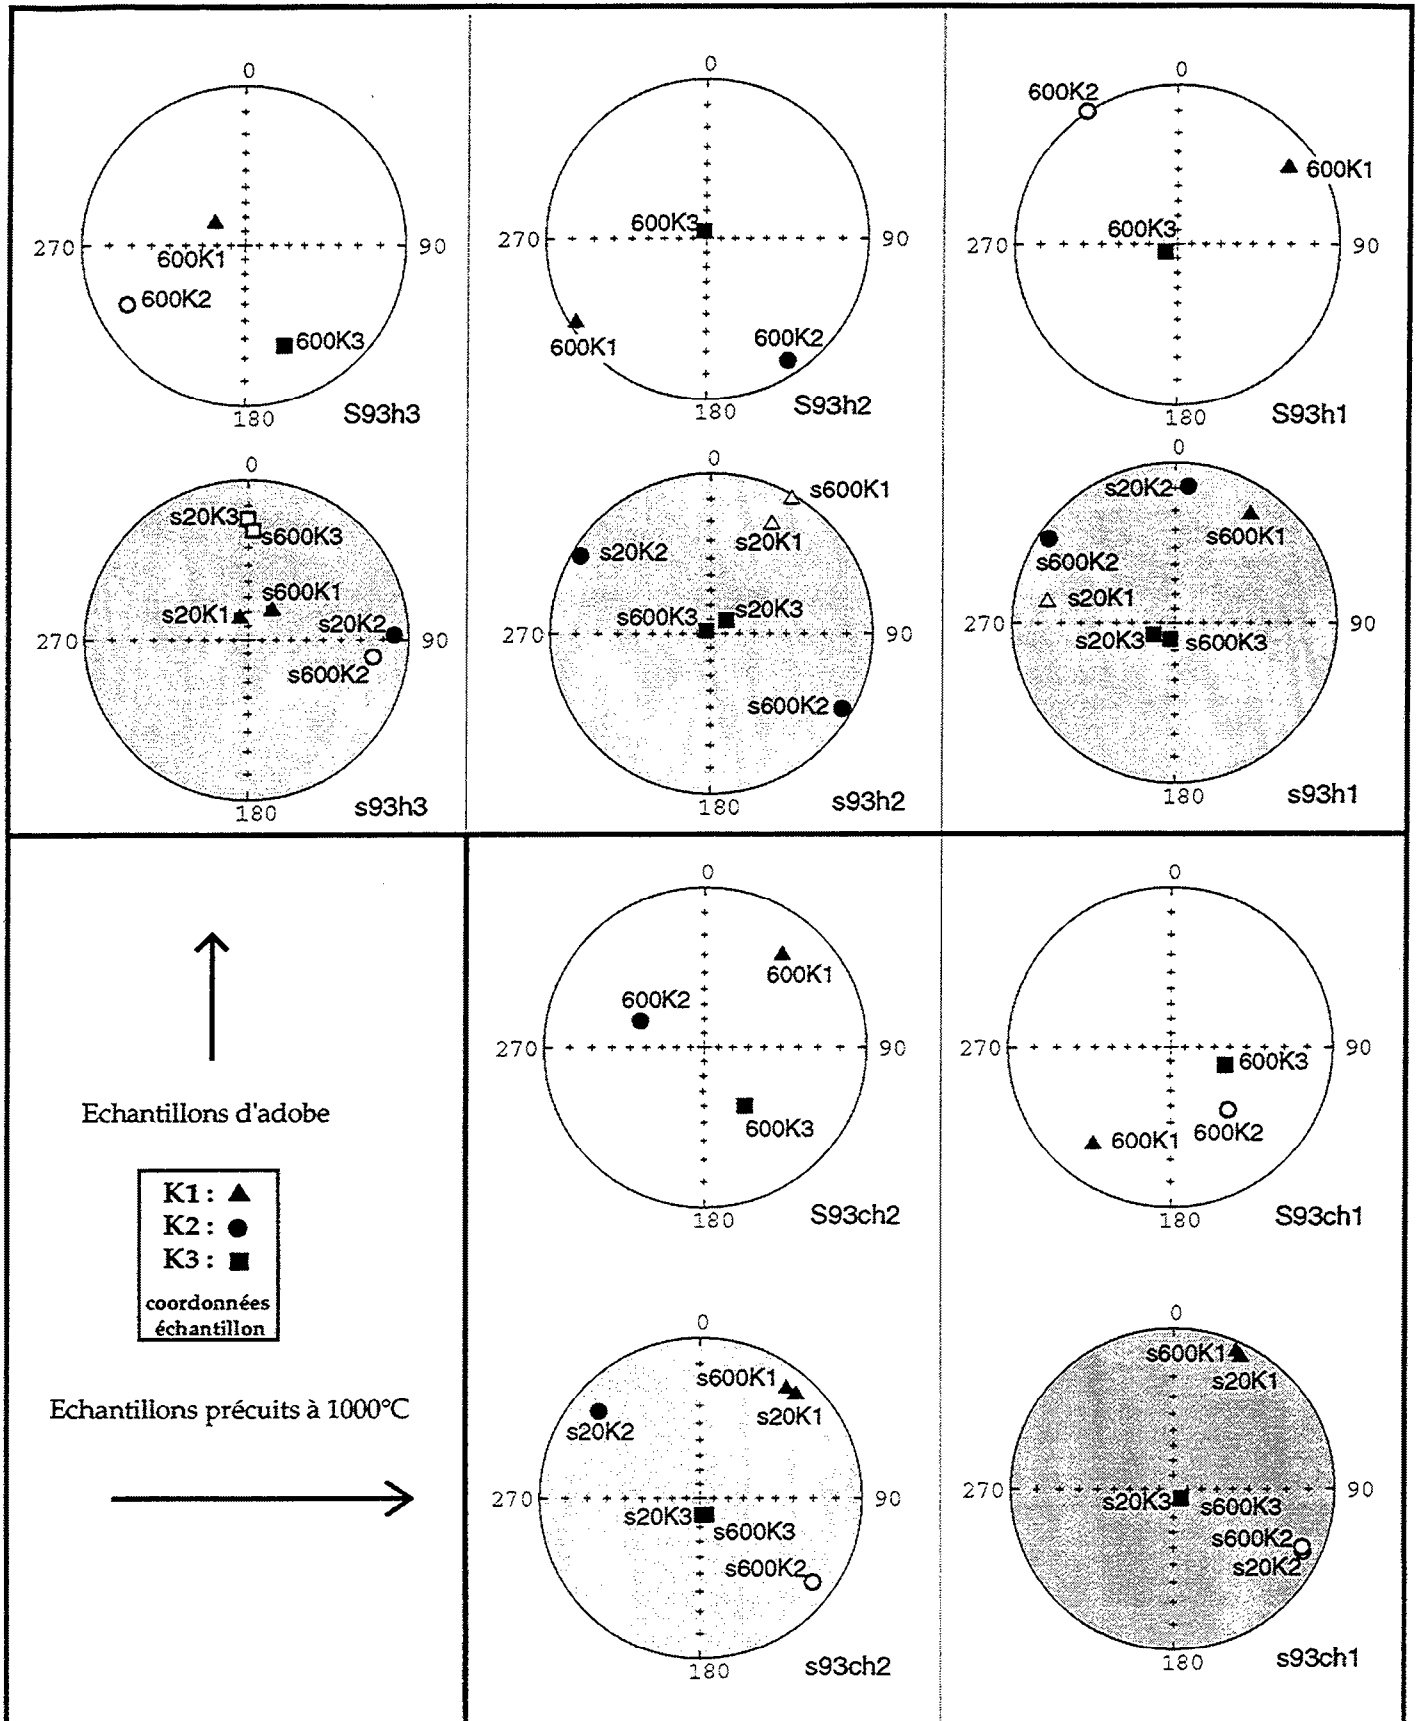 0
600K1
270
90
600K2
600K3
180
S93h3
0
600K3
270
90
600K1
600K2
180
S93h2
0
600K2
600K1
600K3
270
90
180
S93h1
0
s20K3
s600K3
s600K1
s20K1
s20K2
270
90
s600K2
180
s93h3
0
s600K1
s20K1
s20K2
s600K3
s20K3
270
90
s600K2
180
s93h2
0
s20K2
s600K1
s600K2
s20K1
270
90
s20K3
s600K3
180
s93h1
Echantillons d'adobe
K1 :
K2 :
K3 :
coordonnées
échantillon
Echantillons précuits à 1000°C
0
600K1
600K2
270
90
600K3
180
S93ch2
0
270
90
600K3
600K1
600K2
180
S93ch1
0
s600K1
s20K1
s20K2
270
90
s20K3
s600K3
s600K2
180
s93ch2
0
s600K1
s20K1
270
90
s20K3
s600K3
s600K2
s20K2
180
s93ch1